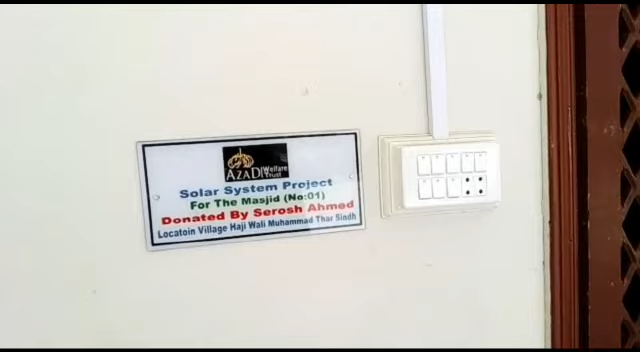 AZADI Welfare Trust
Solar System Project
For The Masjid (No:01)
Donated By Serosh Ahmed
Locatoin Village Haji Wali Muhammad Thar Sindh